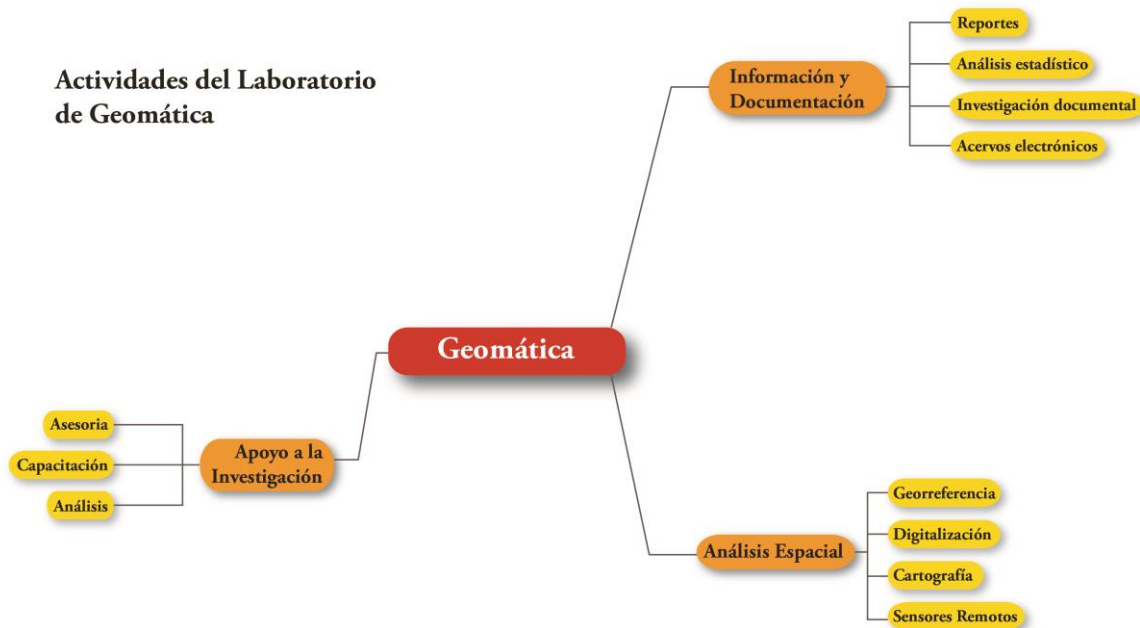 Actividades del Laboratorio
de Geomática
Información y
Documentación
Reportes
Análisis estadístico
Investigación documental
Acervos electrónicos
Geomática
Apoyo a la
Investigación
Asesoria
Capacitación
Análisis
Análisis Espacial
Georreferencia
Digitalización
Cartografía
Sensores Remotos